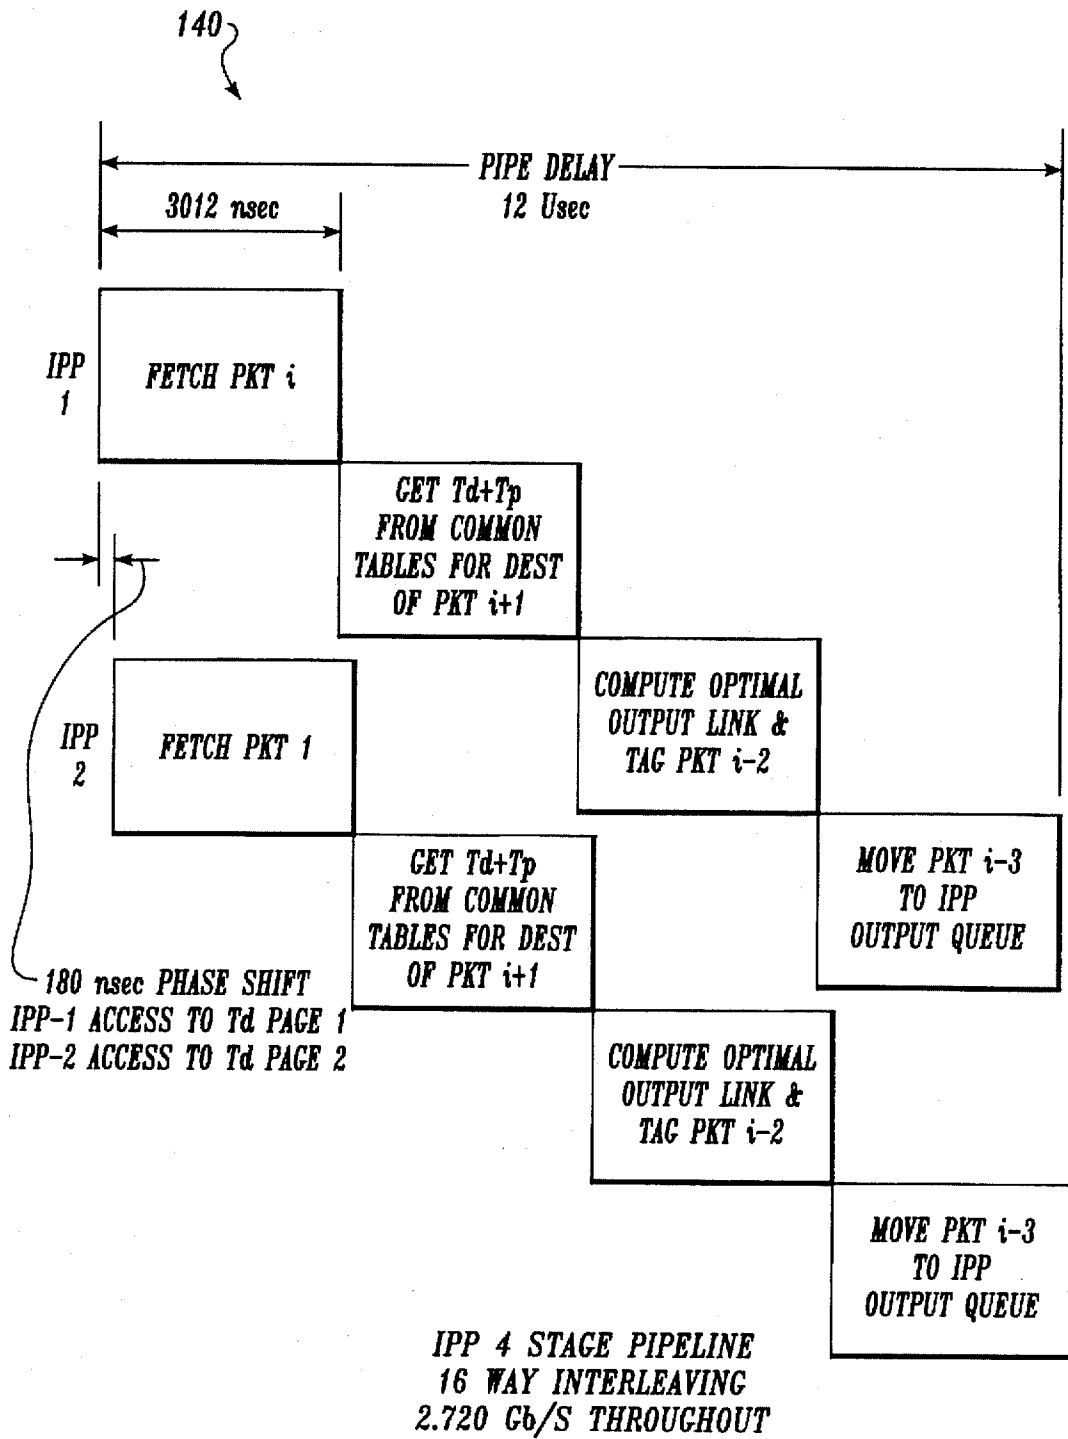 140
PIPE DELAY
12 Usec
3012 nsec
IPP
1
FETCH PKT i
GET Td+Tp
FROM COMMON
TABLES FOR DEST
OF PKT i+1
COMPUTE OPTIMAL
OUTPUT LINK &
TAG PKT i-2
MOVE PKT i-3
TO IPP
OUTPUT QUEUE
IPP
2
FETCH PKT 1
GET Td+Tp
FROM COMMON
TABLES FOR DEST
OF PKT i+1
COMPUTE OPTIMAL
OUTPUT LINK &
TAG PKT i-2
MOVE PKT i-3
TO IPP
OUTPUT QUEUE
180 nsec PHASE SHIFT
IPP-1 ACCESS TO Td PAGE 1
IPP-2 ACCESS TO Td PAGE 2
IPP 4 STAGE PIPELINE
16 WAY INTERLEAVING
2.720 Gb/S THROUGHOUT